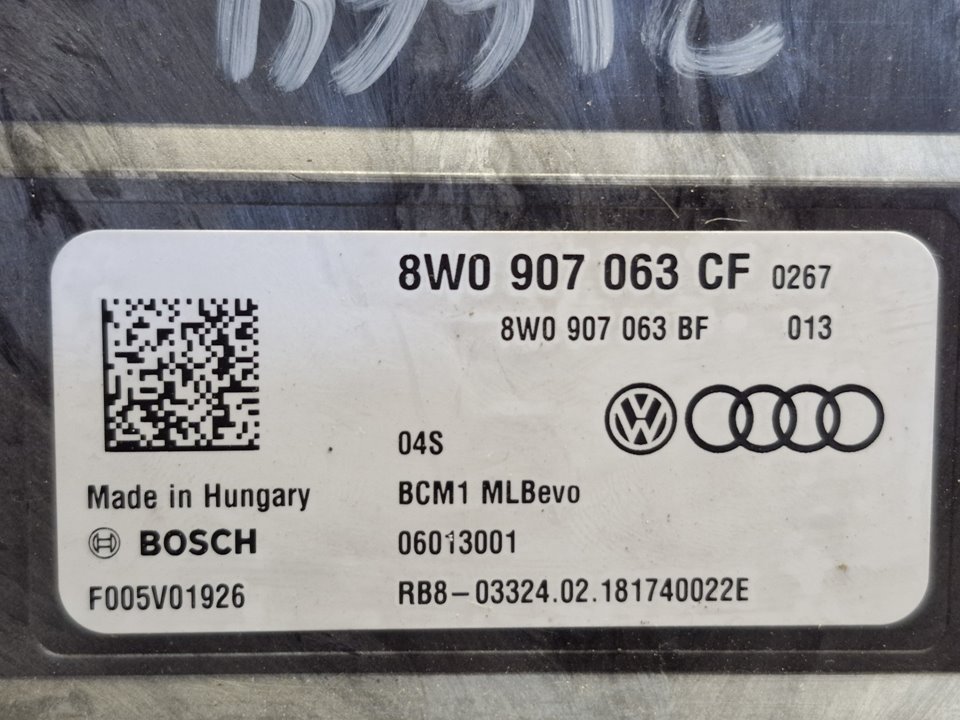 8W0 907 063 CF 0267
8W0 907 063 BF 013
04S
Made in Hungary
BCM1 MLBevo
BOSCH
06013001
F005V01926
RB8-03324.02.181740022E